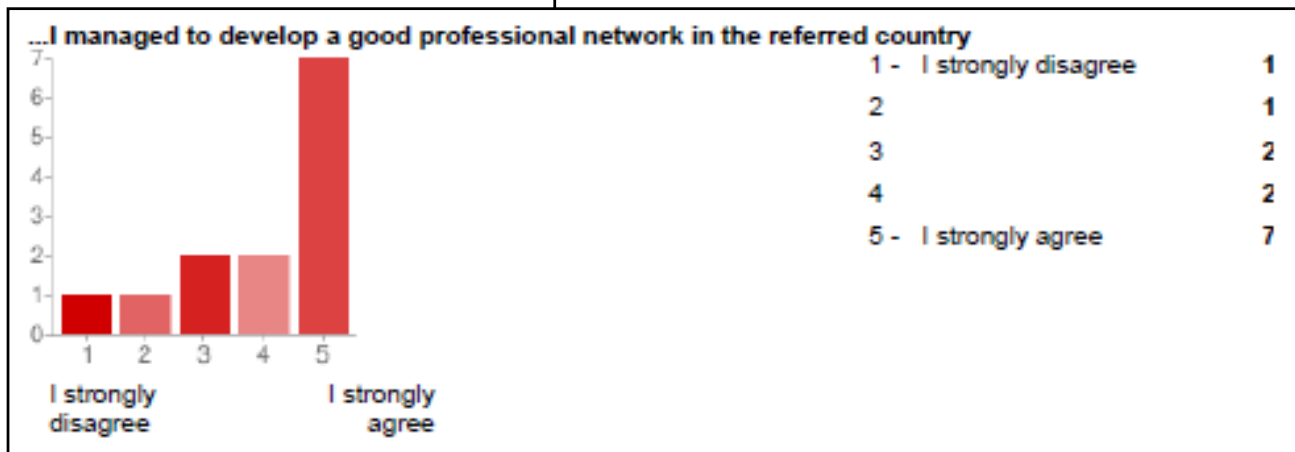 ...I managed to develop a good professional network in the referred country
7
6
5
4
3
2
1
0
1 2 3 4 5
I strongly disagree
I strongly agree
1 - I strongly disagree 1
2 1
3 2
4 2
5 - I strongly agree 7